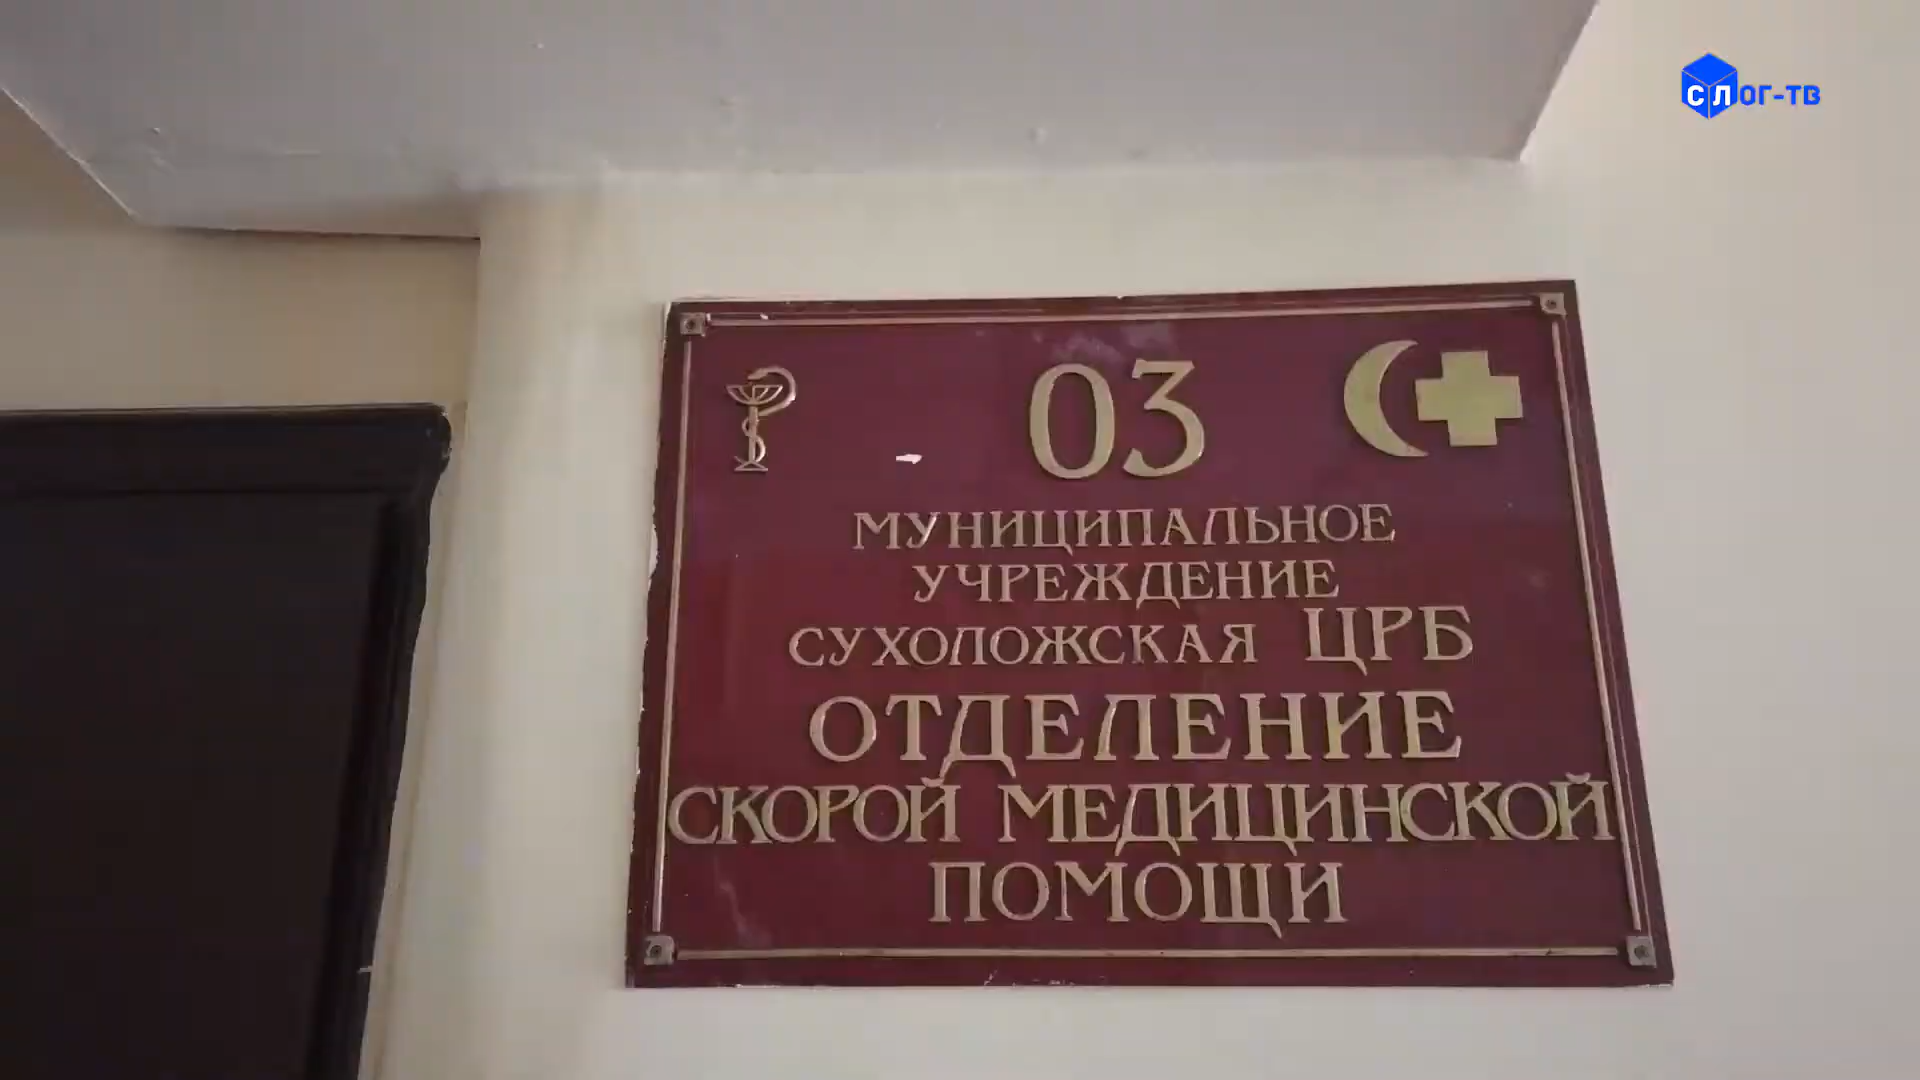 СЛОГ-ТВ
03
МУНИЦИПАЛЬНОЕ
УЧРЕЖДЕНИЕ
СУХОЛОЖСКАЯ ЦРБ
ОТДЕЛЕНИЕ
СКОРОЙ МЕДИЦИНСКОЙ
ПОМОЩИ